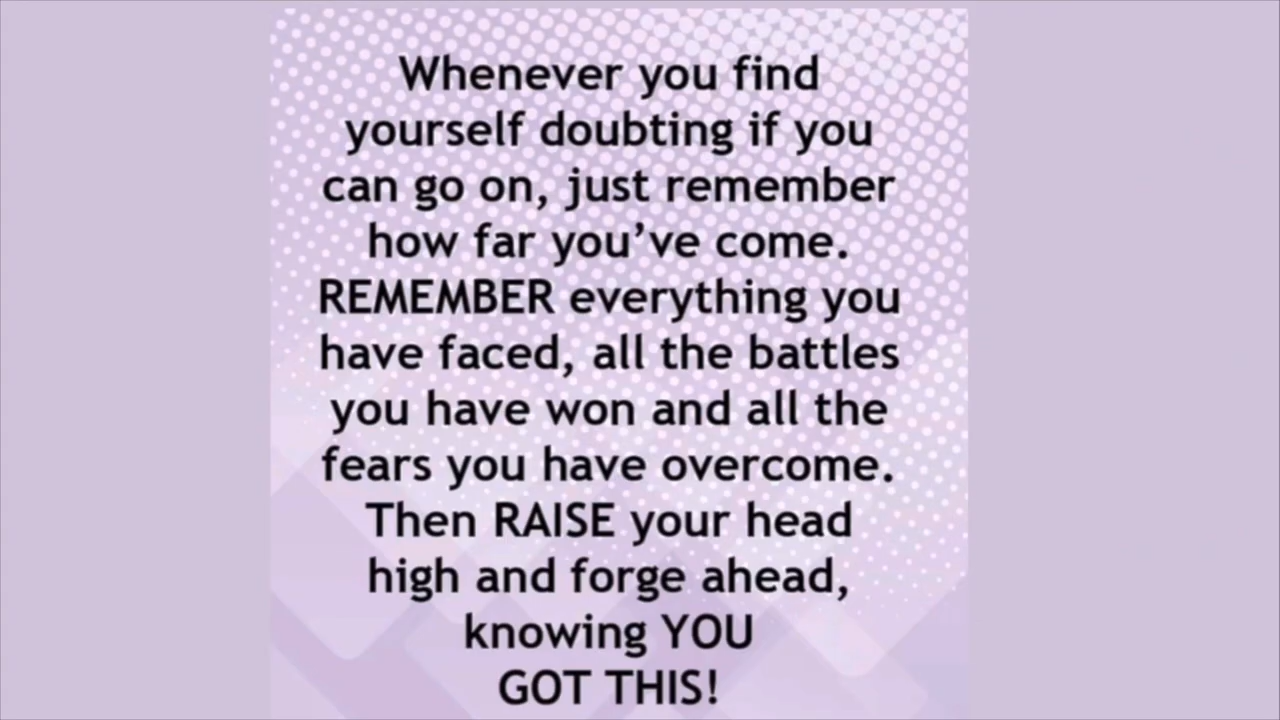 Whenever you find
yourself doubting if you
can go on, just remember
how far you’ve come.
REMEMBER everything you
have faced, all the battles
you have won and all the
fears you have overcome.
Then RAISE your head
high and forge ahead,
knowing YOU
GOT THIS!